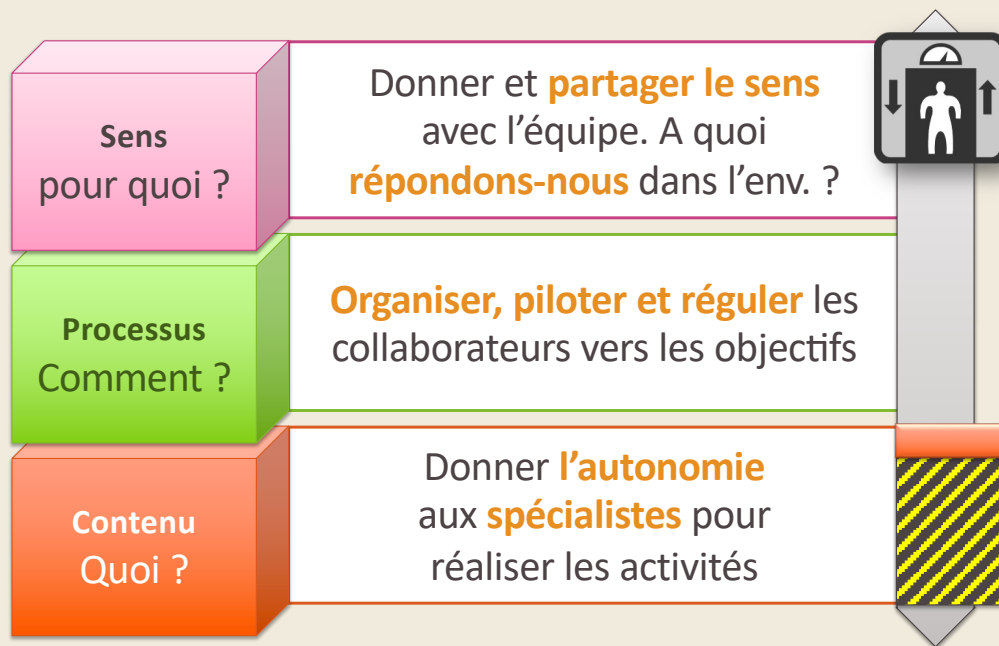 Sens
pour quoi ?
Donner et partager le sens
avec l’équipe. A quoi
répondons-nous dans l’env. ?
Processus
Comment ?
Organiser, piloter et réguler les
collaborateurs vers les objectifs
Contenu
Quoi ?
Donner l’autonomie
aux spécialistes pour
réaliser les activités